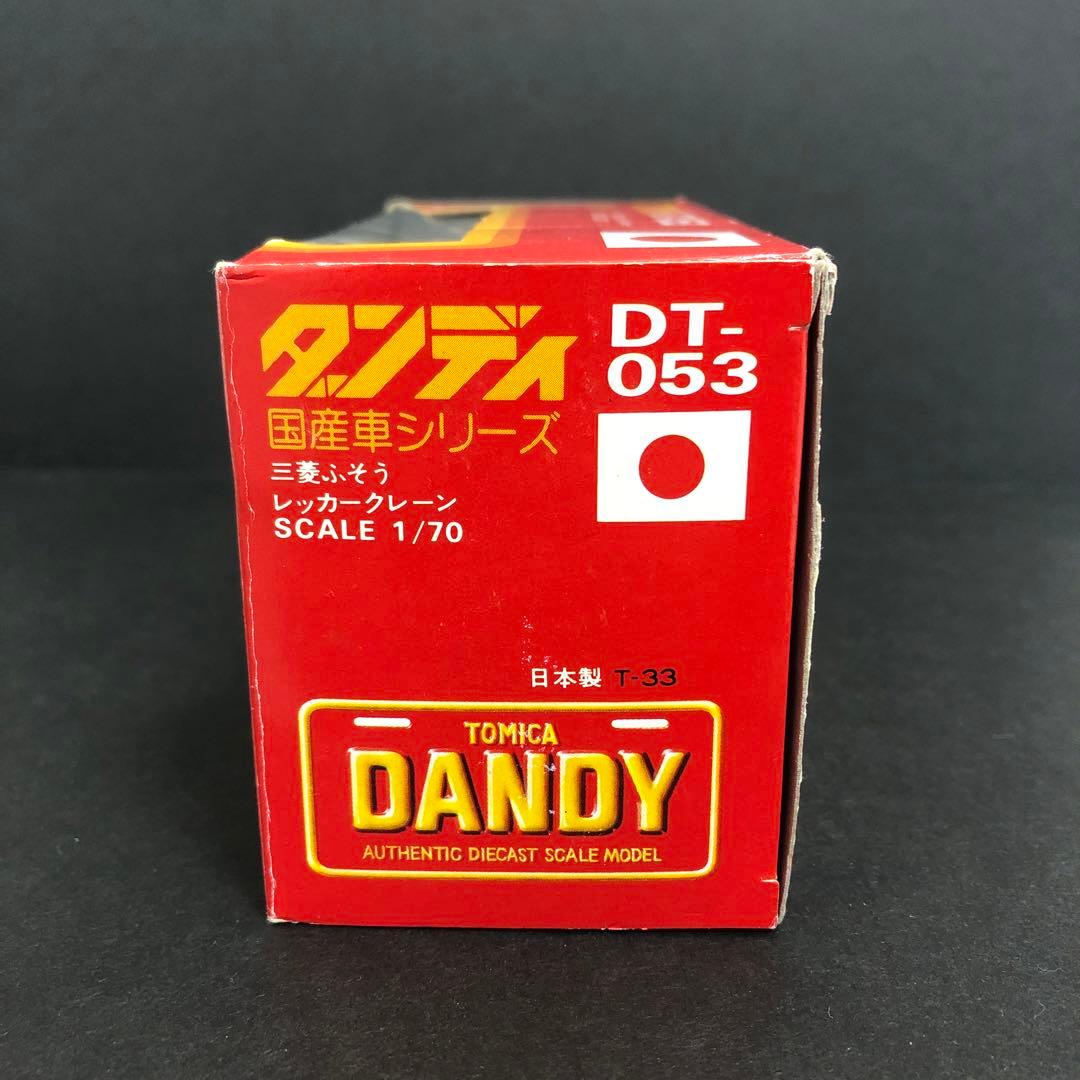 ダンディ
国産車シリーズ
三菱ふそう
レッカークレーン
SCALE 1/70
DT-
053
日本製 T-33
TOMICA
DANDY
AUTHENTIC DIECAST SCALE MODEL